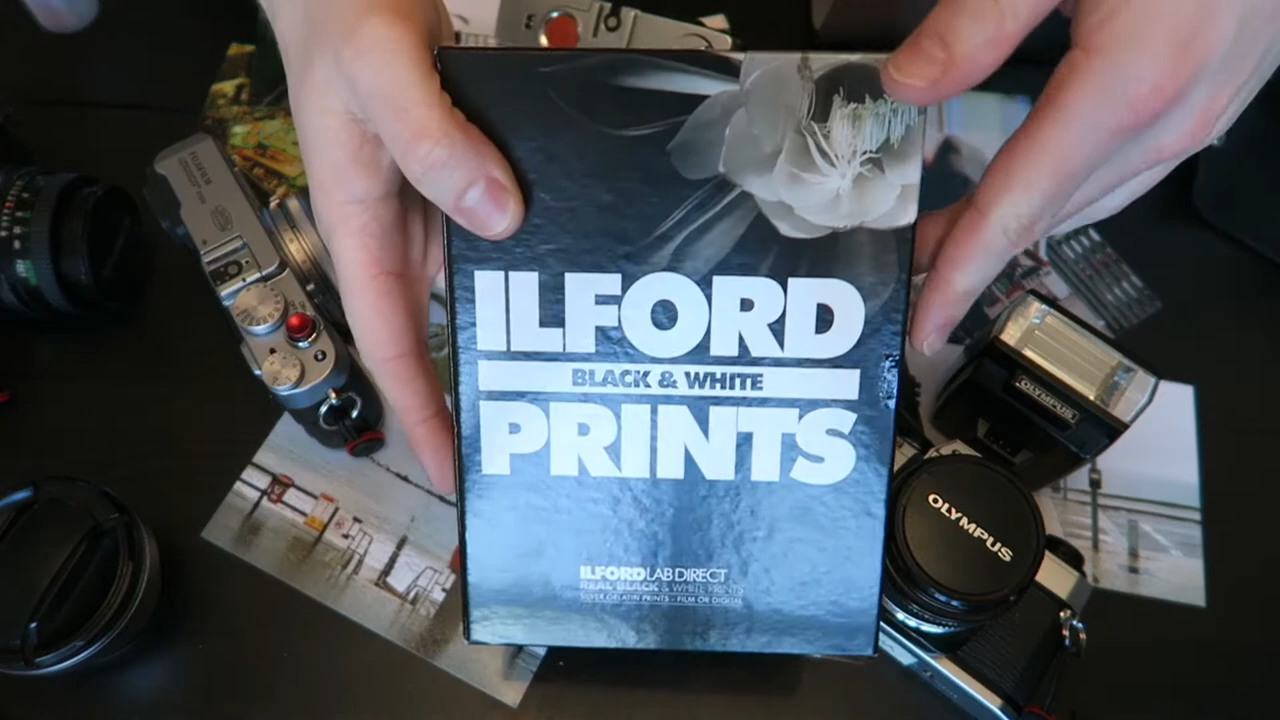 ILFORD
BLACK & WHITE
PRINTS
ILFORD LAB DIRECT
REAL BLACK & WHITE PRINTS
SILVER GELATIN PRINTS - FILM OR DIGITAL
FUJIFILM
OLYMPUS
OLYMPUS